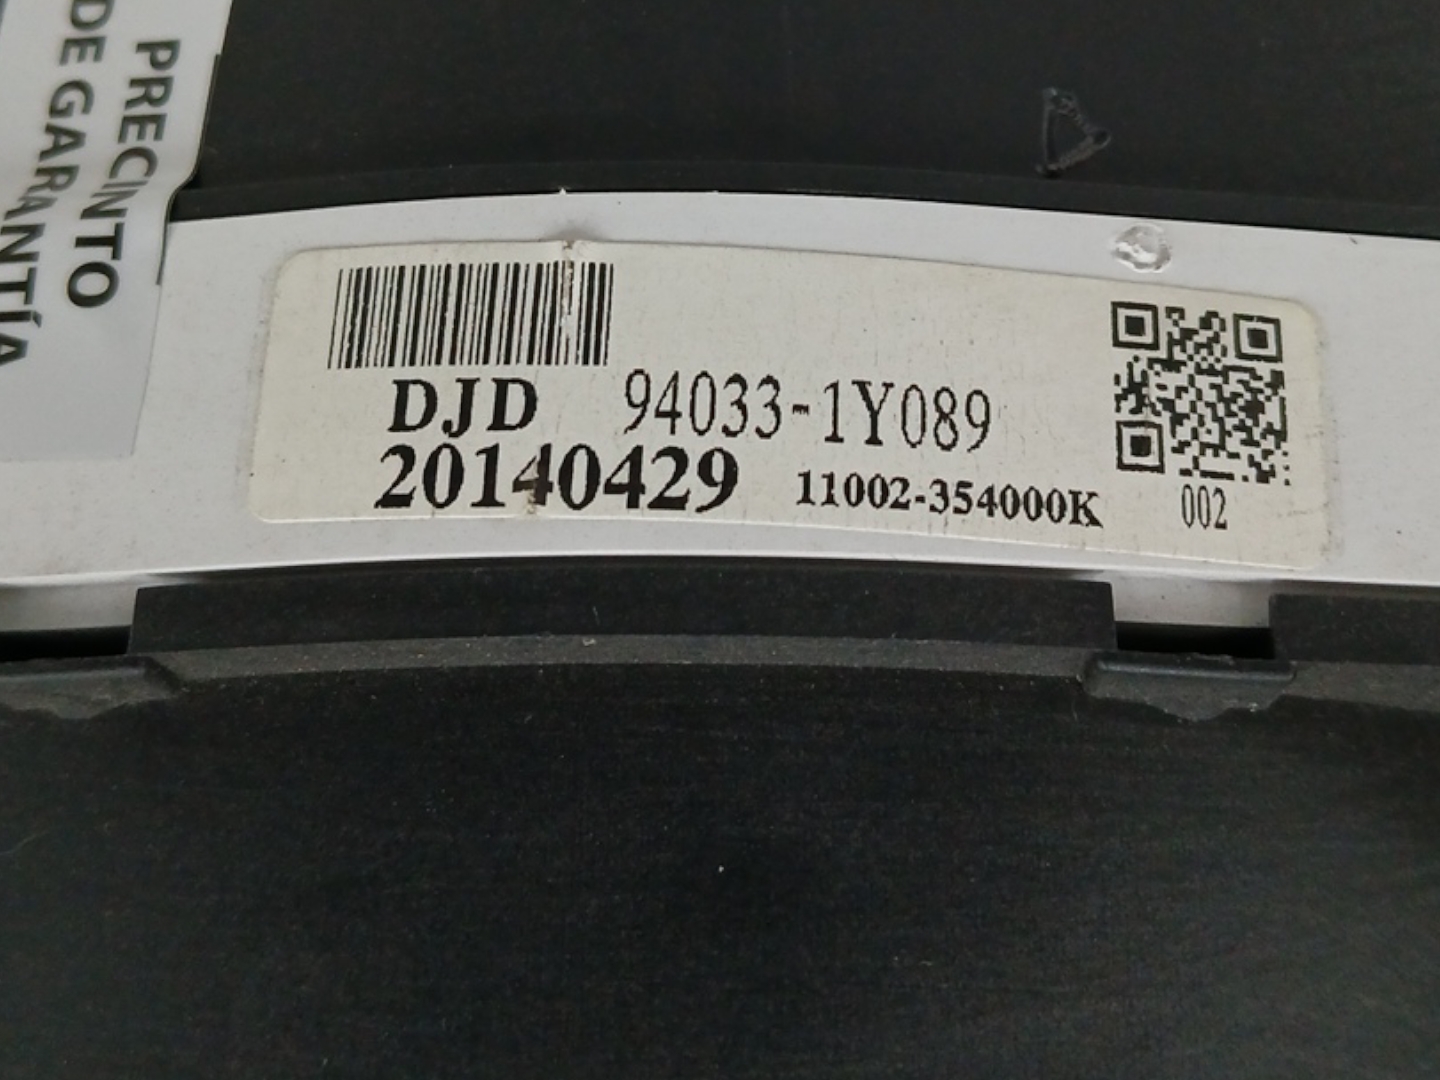 PRECINTO
DE GARANTÍA
DJD 94033-1Y089
20140429 11002-354000K 002